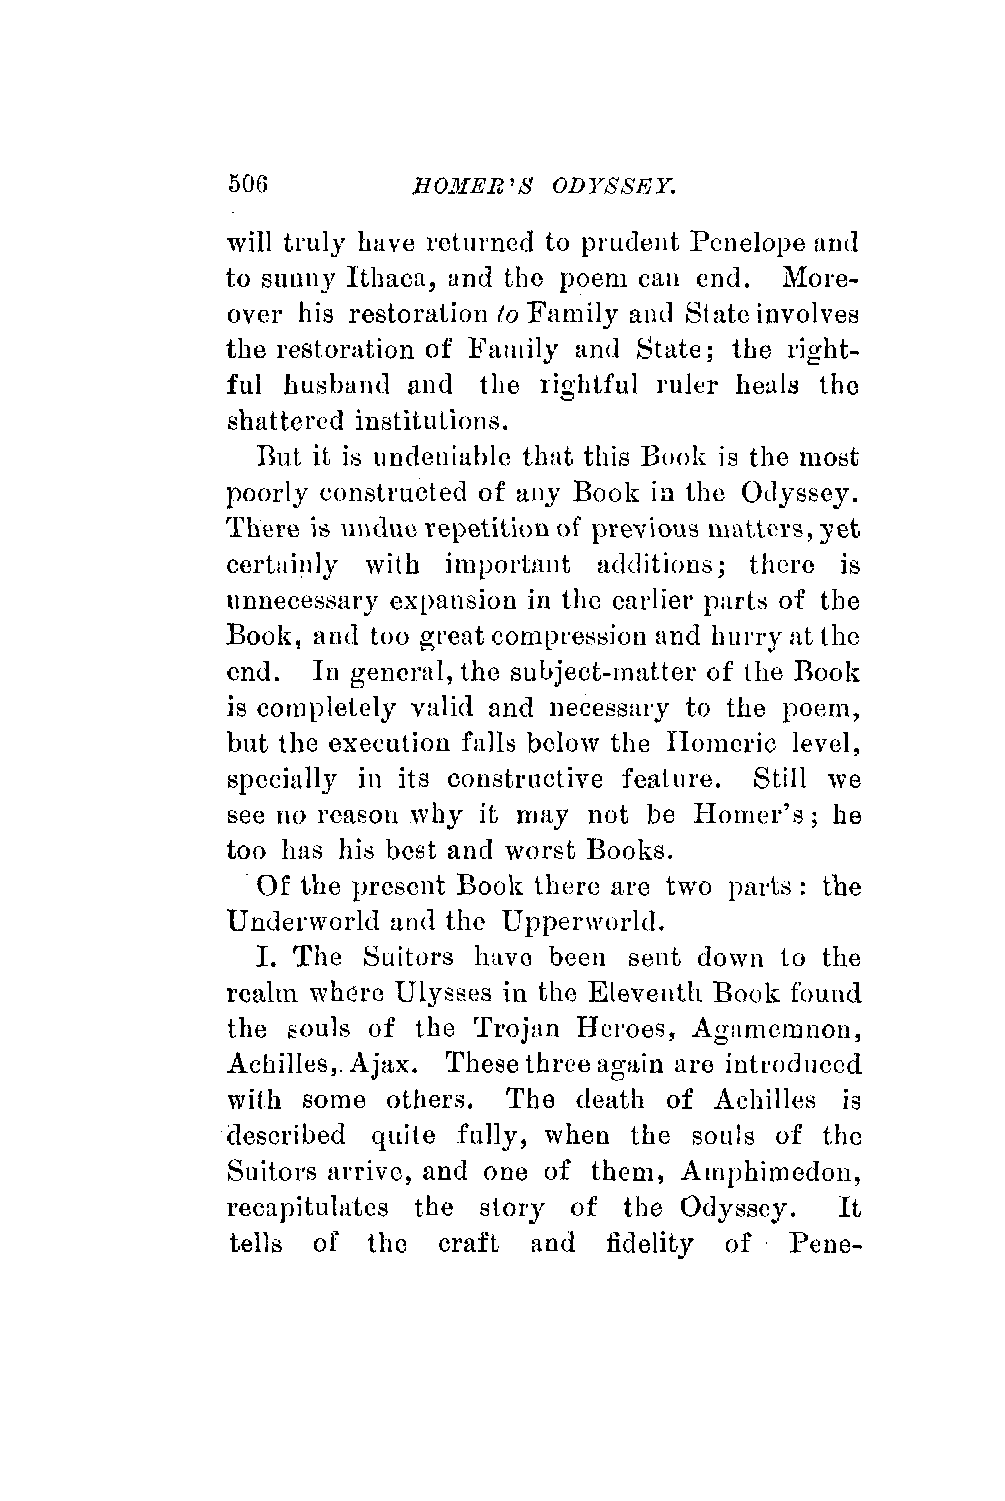 506 HOMER'S ODYSSEY.
will truly have returned to prudent Penelope and
to sunny Ithaca, and the poem can end. More-
over his restoration to Family and State involves
the restoration of Family and State; the right-
ful husband and the rightful ruler heals the
shattered institutions.
But it is undeniable that this Book is the most
poorly constructed of any Book in the Odyssey.
There is undue repetition of previous matters, yet
certainly with important additions; there is
unnecessary expansion in the earlier parts of the
Book, and too great compression and hurry at the
end. In general, the subject-matter of the Book
is completely valid and necessary to the poem,
but the execution falls below the Homeric level,
specially in its constructive feature. Still we
see no reason why it may not be Homer's; he
too has his best and worst Books.
Of the present Book there are two parts: the
Underworld and the Upperworld.
I. The Suitors have been sent down to the
realm where Ulysses in the Eleventh Book found
the souls of the Trojan Heroes, Agamemnon,
Achilles, Ajax. These three again are introduced
with some others. The death of Achilles is
described quite fully, when the souls of the
Suitors arrive, and one of them, Amphimedon,
recapitulates the story of the Odyssey. It
tells of the craft and fidelity of Pene-